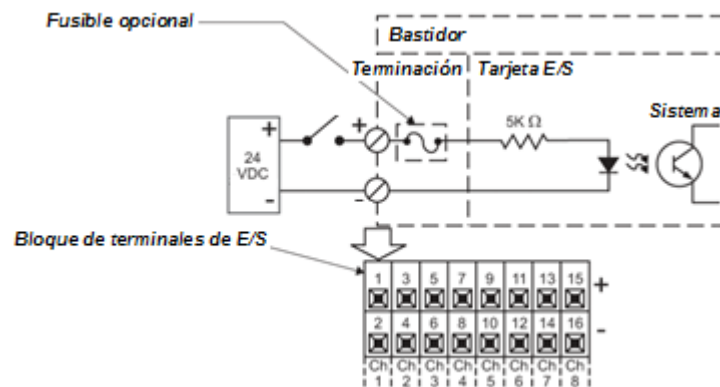 Fusible opcional
Bastidor
Terminación
Tarjeta E/S
5K Ω
Sistema
+
+
24
VDC
-
-
Bloque de terminales de E/S
1 3 5 7 9 11 13 15 +
2 4 6 8 10 12 14 16 -
Ch Ch Ch Ch Ch Ch Ch Ch
1 2 3 4 5 6 7 8